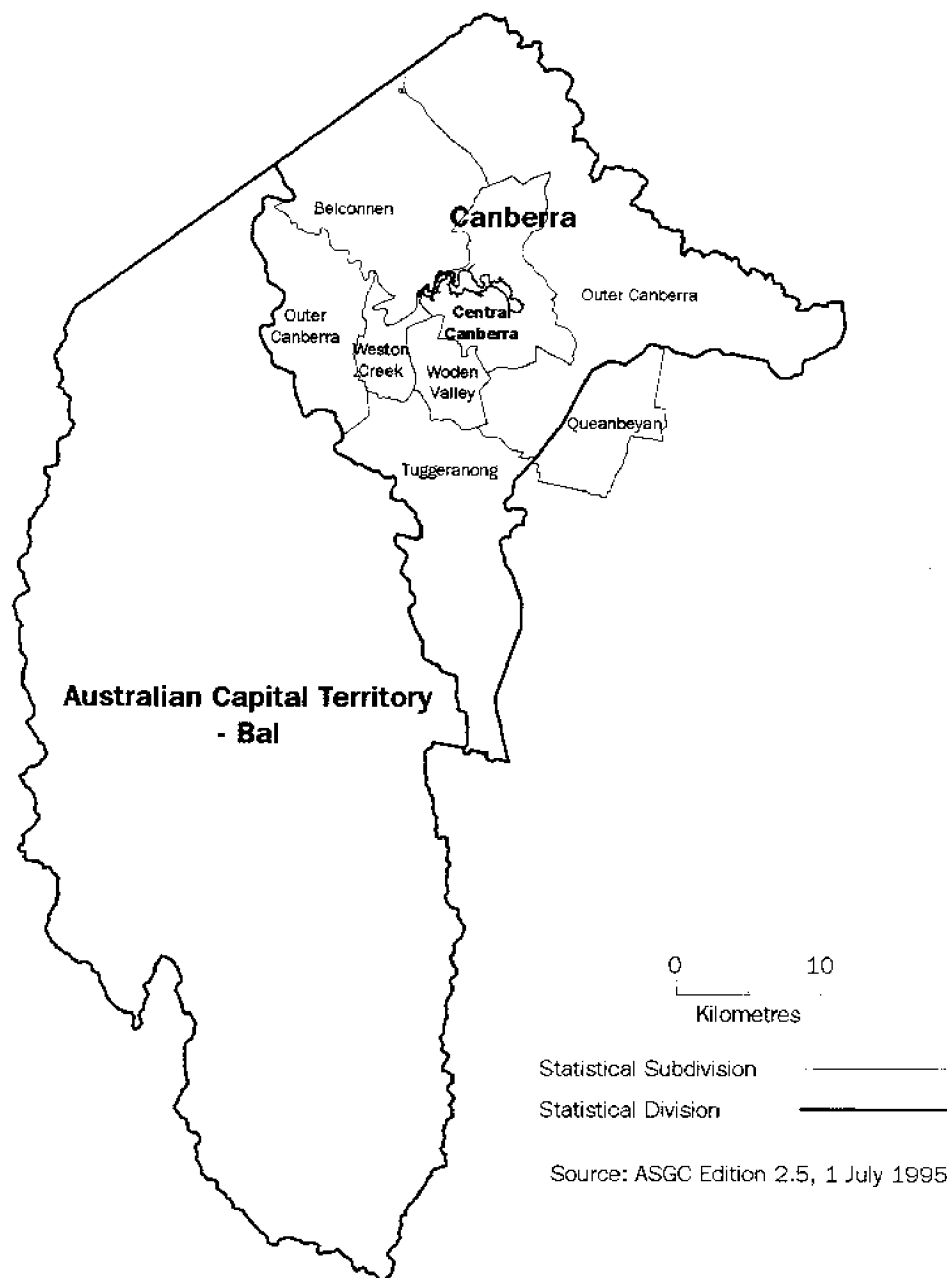 Belconnen
Canberra
Outer Canberra
Outer
Canberra
Central
Canberra
Weston
Creek
Woden
Valley
Queanbeyan
Tuggeranong
Australian Capital Territory
- Bal
0 10
Kilometres
Statistical Subdivision
Statistical Division
Source: ASGC Edition 2.5, 1 July 1995